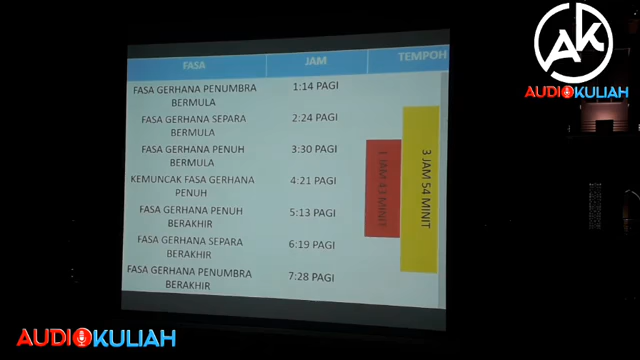 AK
AUDIOKULIAH
FASA JAM TEMPOH
FASA GERHANA PENUMBRA
BERMULA
1:14 PAGI
FASA GERHANA SEPARA
BERMULA
2:24 PAGI
FASA GERHANA PENUH
BERMULA
3:30 PAGI
KEMUNCAK FASA GERHANA
PENUH
4:21 PAGI
FASA GERHANA PENUH
BERAKHIR
5:13 PAGI
FASA GERHANA SEPARA
BERAKHIR
6:19 PAGI
FASA GERHANA PENUMBRA
BERAKHIR
7:28 PAGI
1 JAM 43 MINIT
3 JAM 54 MINIT
AUDIOKULIAH